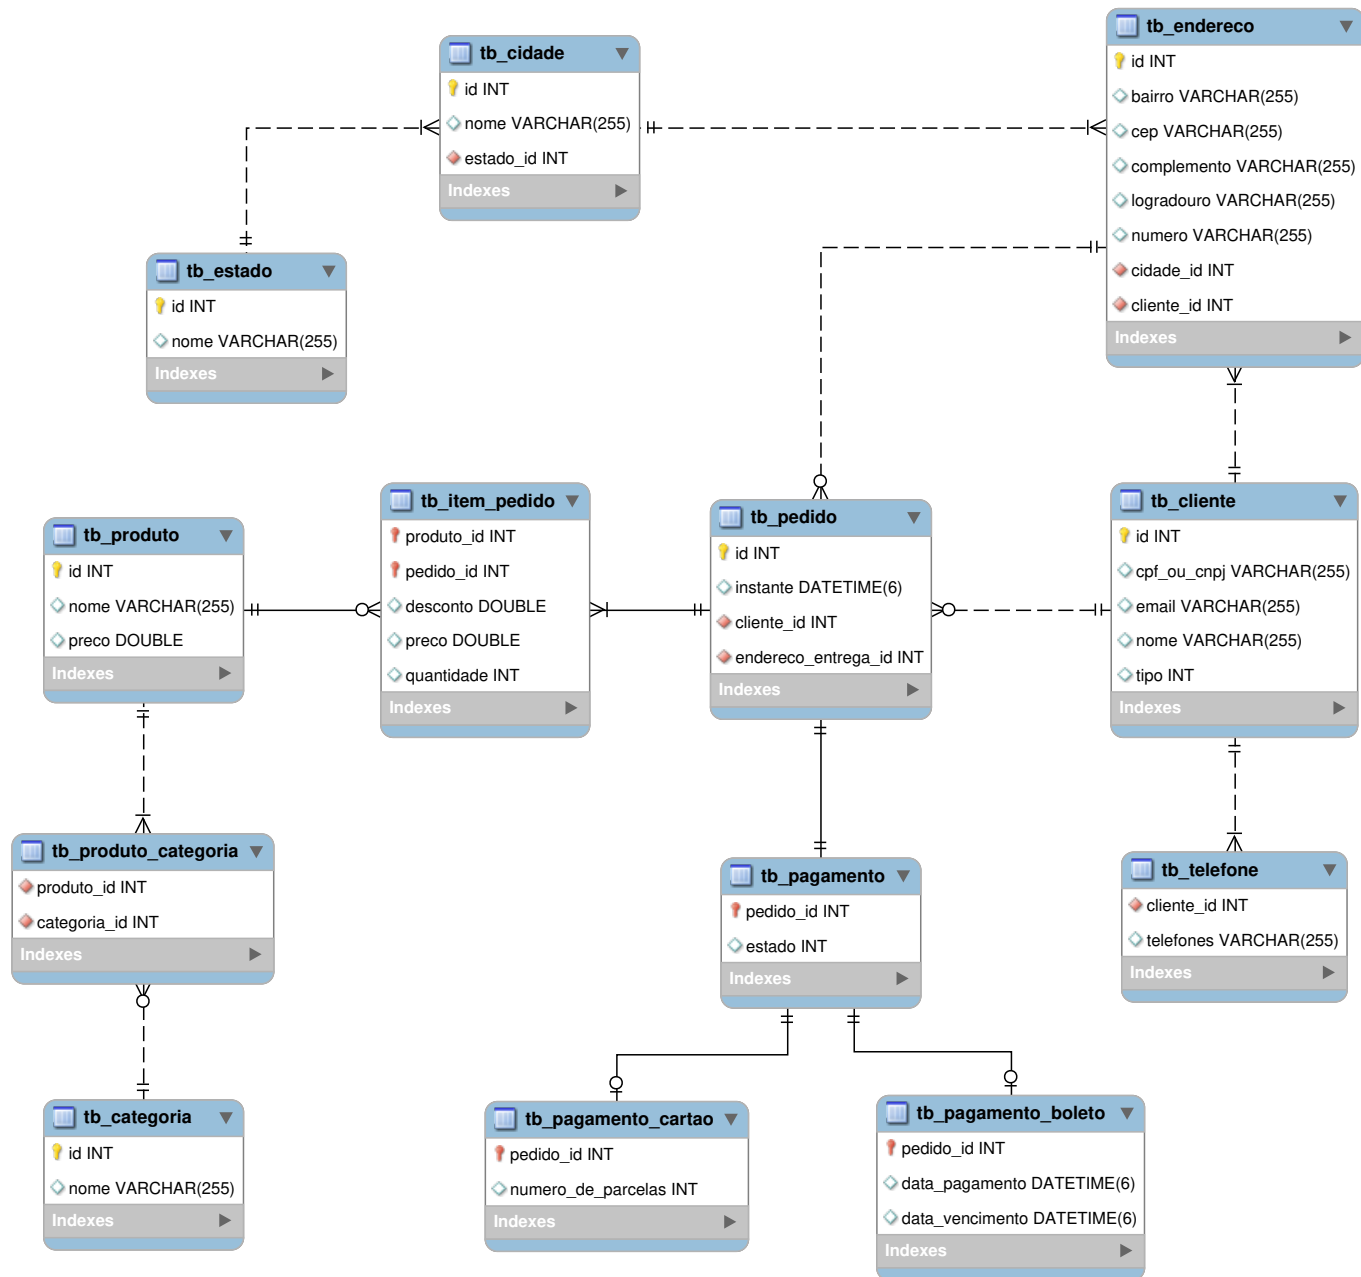 tb_endereco
id INT
bairro VARCHAR(255)
cep VARCHAR(255)
complemento VARCHAR(255)
logradouro VARCHAR(255)
numero VARCHAR(255)
cidade_id INT
cliente_id INT
Indexes
tb_cidade
id INT
nome VARCHAR(255)
estado_id INT
Indexes
tb_estado
id INT
nome VARCHAR(255)
Indexes
tb_produto
id INT
nome VARCHAR(255)
preco DOUBLE
Indexes
tb_item_pedido
produto_id INT
pedido_id INT
desconto DOUBLE
preco DOUBLE
quantidade INT
Indexes
tb_pedido
id INT
instante DATETIME(6)
cliente_id INT
endereco_entrega_id INT
Indexes
tb_cliente
id INT
cpf_ou_cnpj VARCHAR(255)
email VARCHAR(255)
nome VARCHAR(255)
tipo INT
Indexes
tb_produto_categoria
produto_id INT
categoria_id INT
Indexes
tb_pagamento
pedido_id INT
estado INT
Indexes
tb_telefone
cliente_id INT
telefones VARCHAR(255)
Indexes
tb_categoria
id INT
nome VARCHAR(255)
Indexes
tb_pagamento_cartao
pedido_id INT
numero_de_parcelas INT
Indexes
tb_pagamento_boleto
pedido_id INT
data_pagamento DATETIME(6)
data_vencimento DATETIME(6)
Indexes